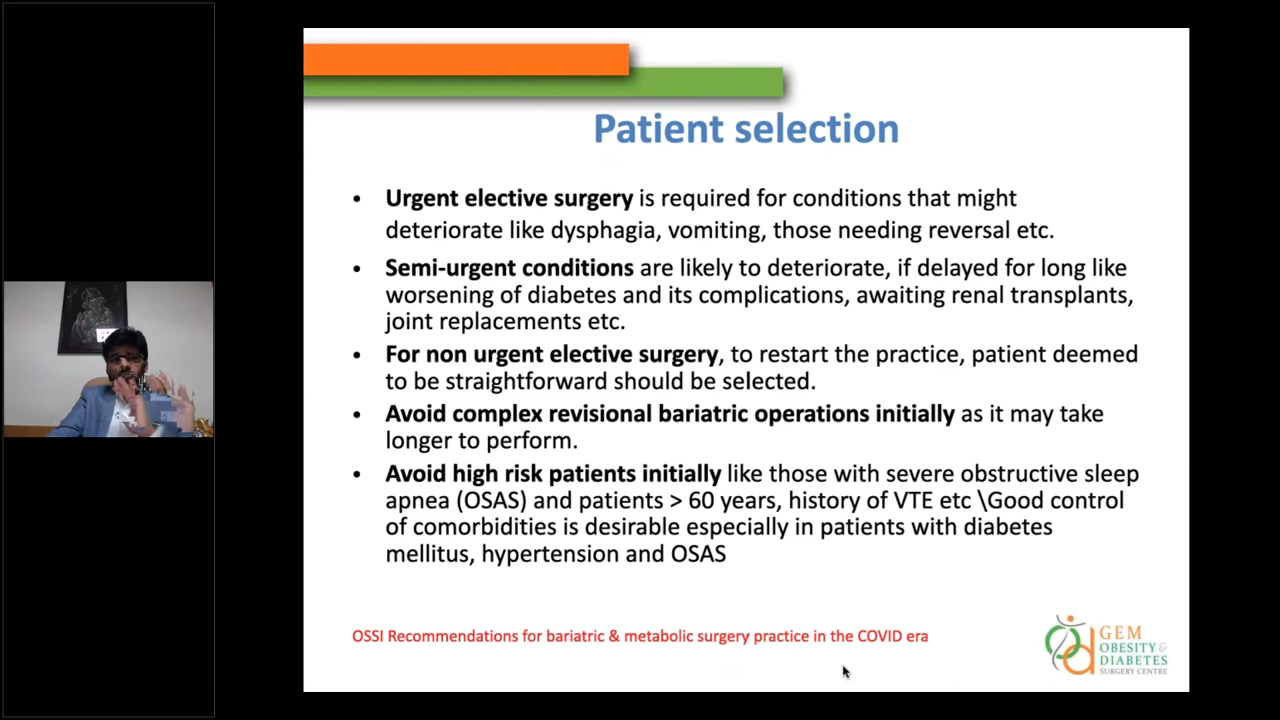 Patient selection
• Urgent elective surgery is required for conditions that might
deteriorate like dysphagia, vomiting, those needing reversal etc.
• Semi-urgent conditions are likely to deteriorate, if delayed for long like
worsening of diabetes and its complications, awaiting renal transplants,
joint replacements etc.
• For non urgent elective surgery, to restart the practice, patient deemed
to be straightforward should be selected.
• Avoid complex revisional bariatric operations initially as it may take
longer to perform.
• Avoid high risk patients initially like those with severe obstructive sleep
apnea (OSAS) and patients > 60 years, history of VTE etc \Good control
of comorbidities is desirable especially in patients with diabetes
mellitus, hypertension and OSAS
OSSI Recommendations for bariatric & metabolic surgery practice in the COVID era
GEM
OBESITY &
DIABETES
SURGERY CENTRE